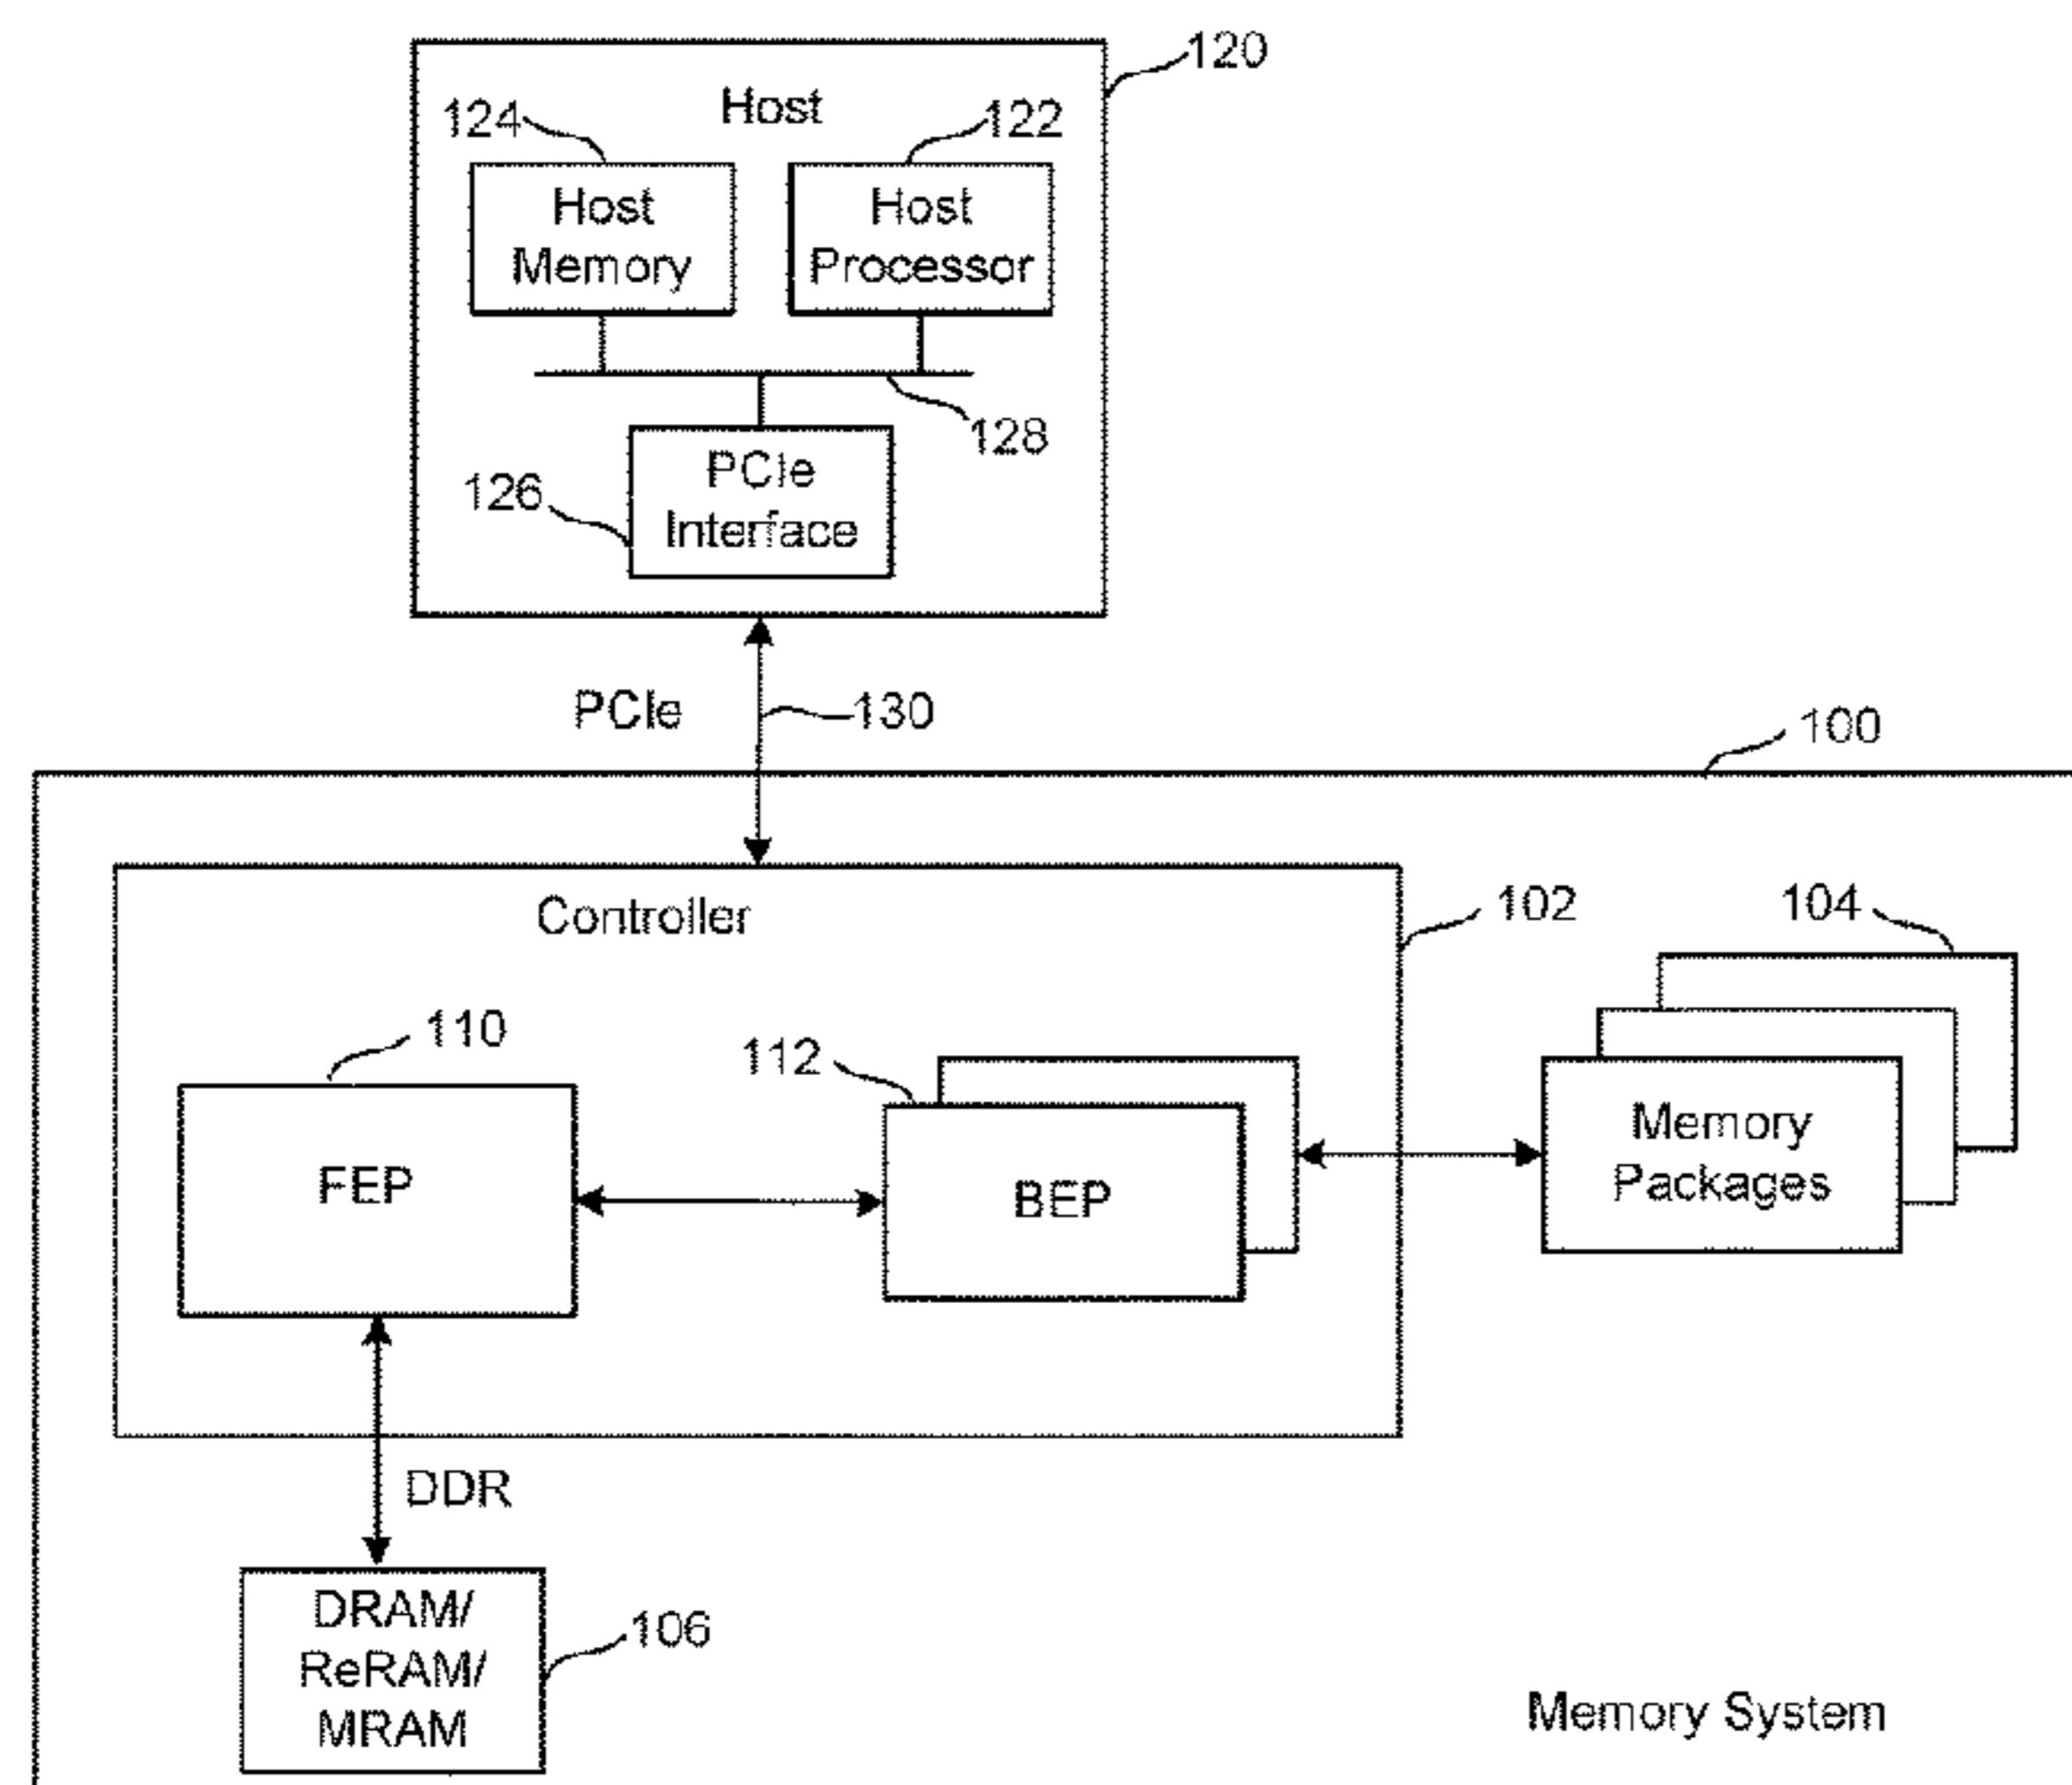 120
Host
124
122
Host
Memory
Host
Processor
128
PCIe
Interface
126
PCIe
130
100
Controller
102
104
110
112
FEP
BEP
Memory
Packages
DDR
DRAM/
ReRAM/
MRAM
106
Memory System